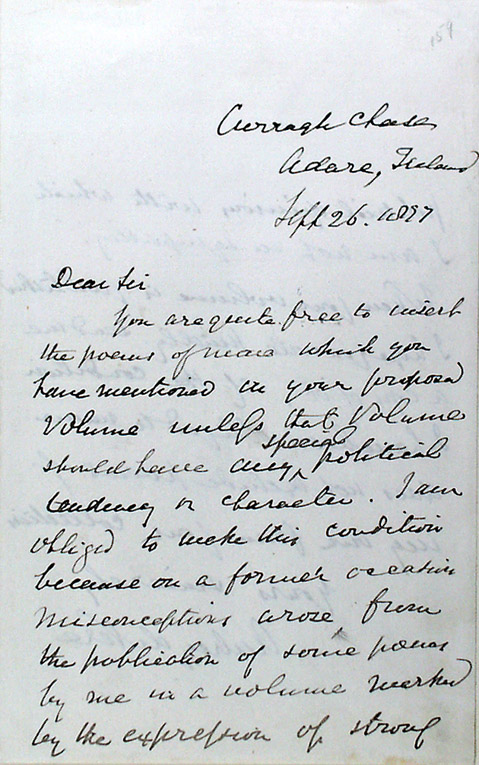 159
Curragh Chase
Adare, Ireland
Sept 26. 1897
Dear Sir
You are quite free to insert
the poems of mine which you
have mentioned in your proposed
Volume unless that Volume
special
should have any ^ political
tendency or character. I am
obliged to make this condition
because on a former occasion
misconceptions arose from
the publication of some poems
by me in a volume marked
by the expression of strong